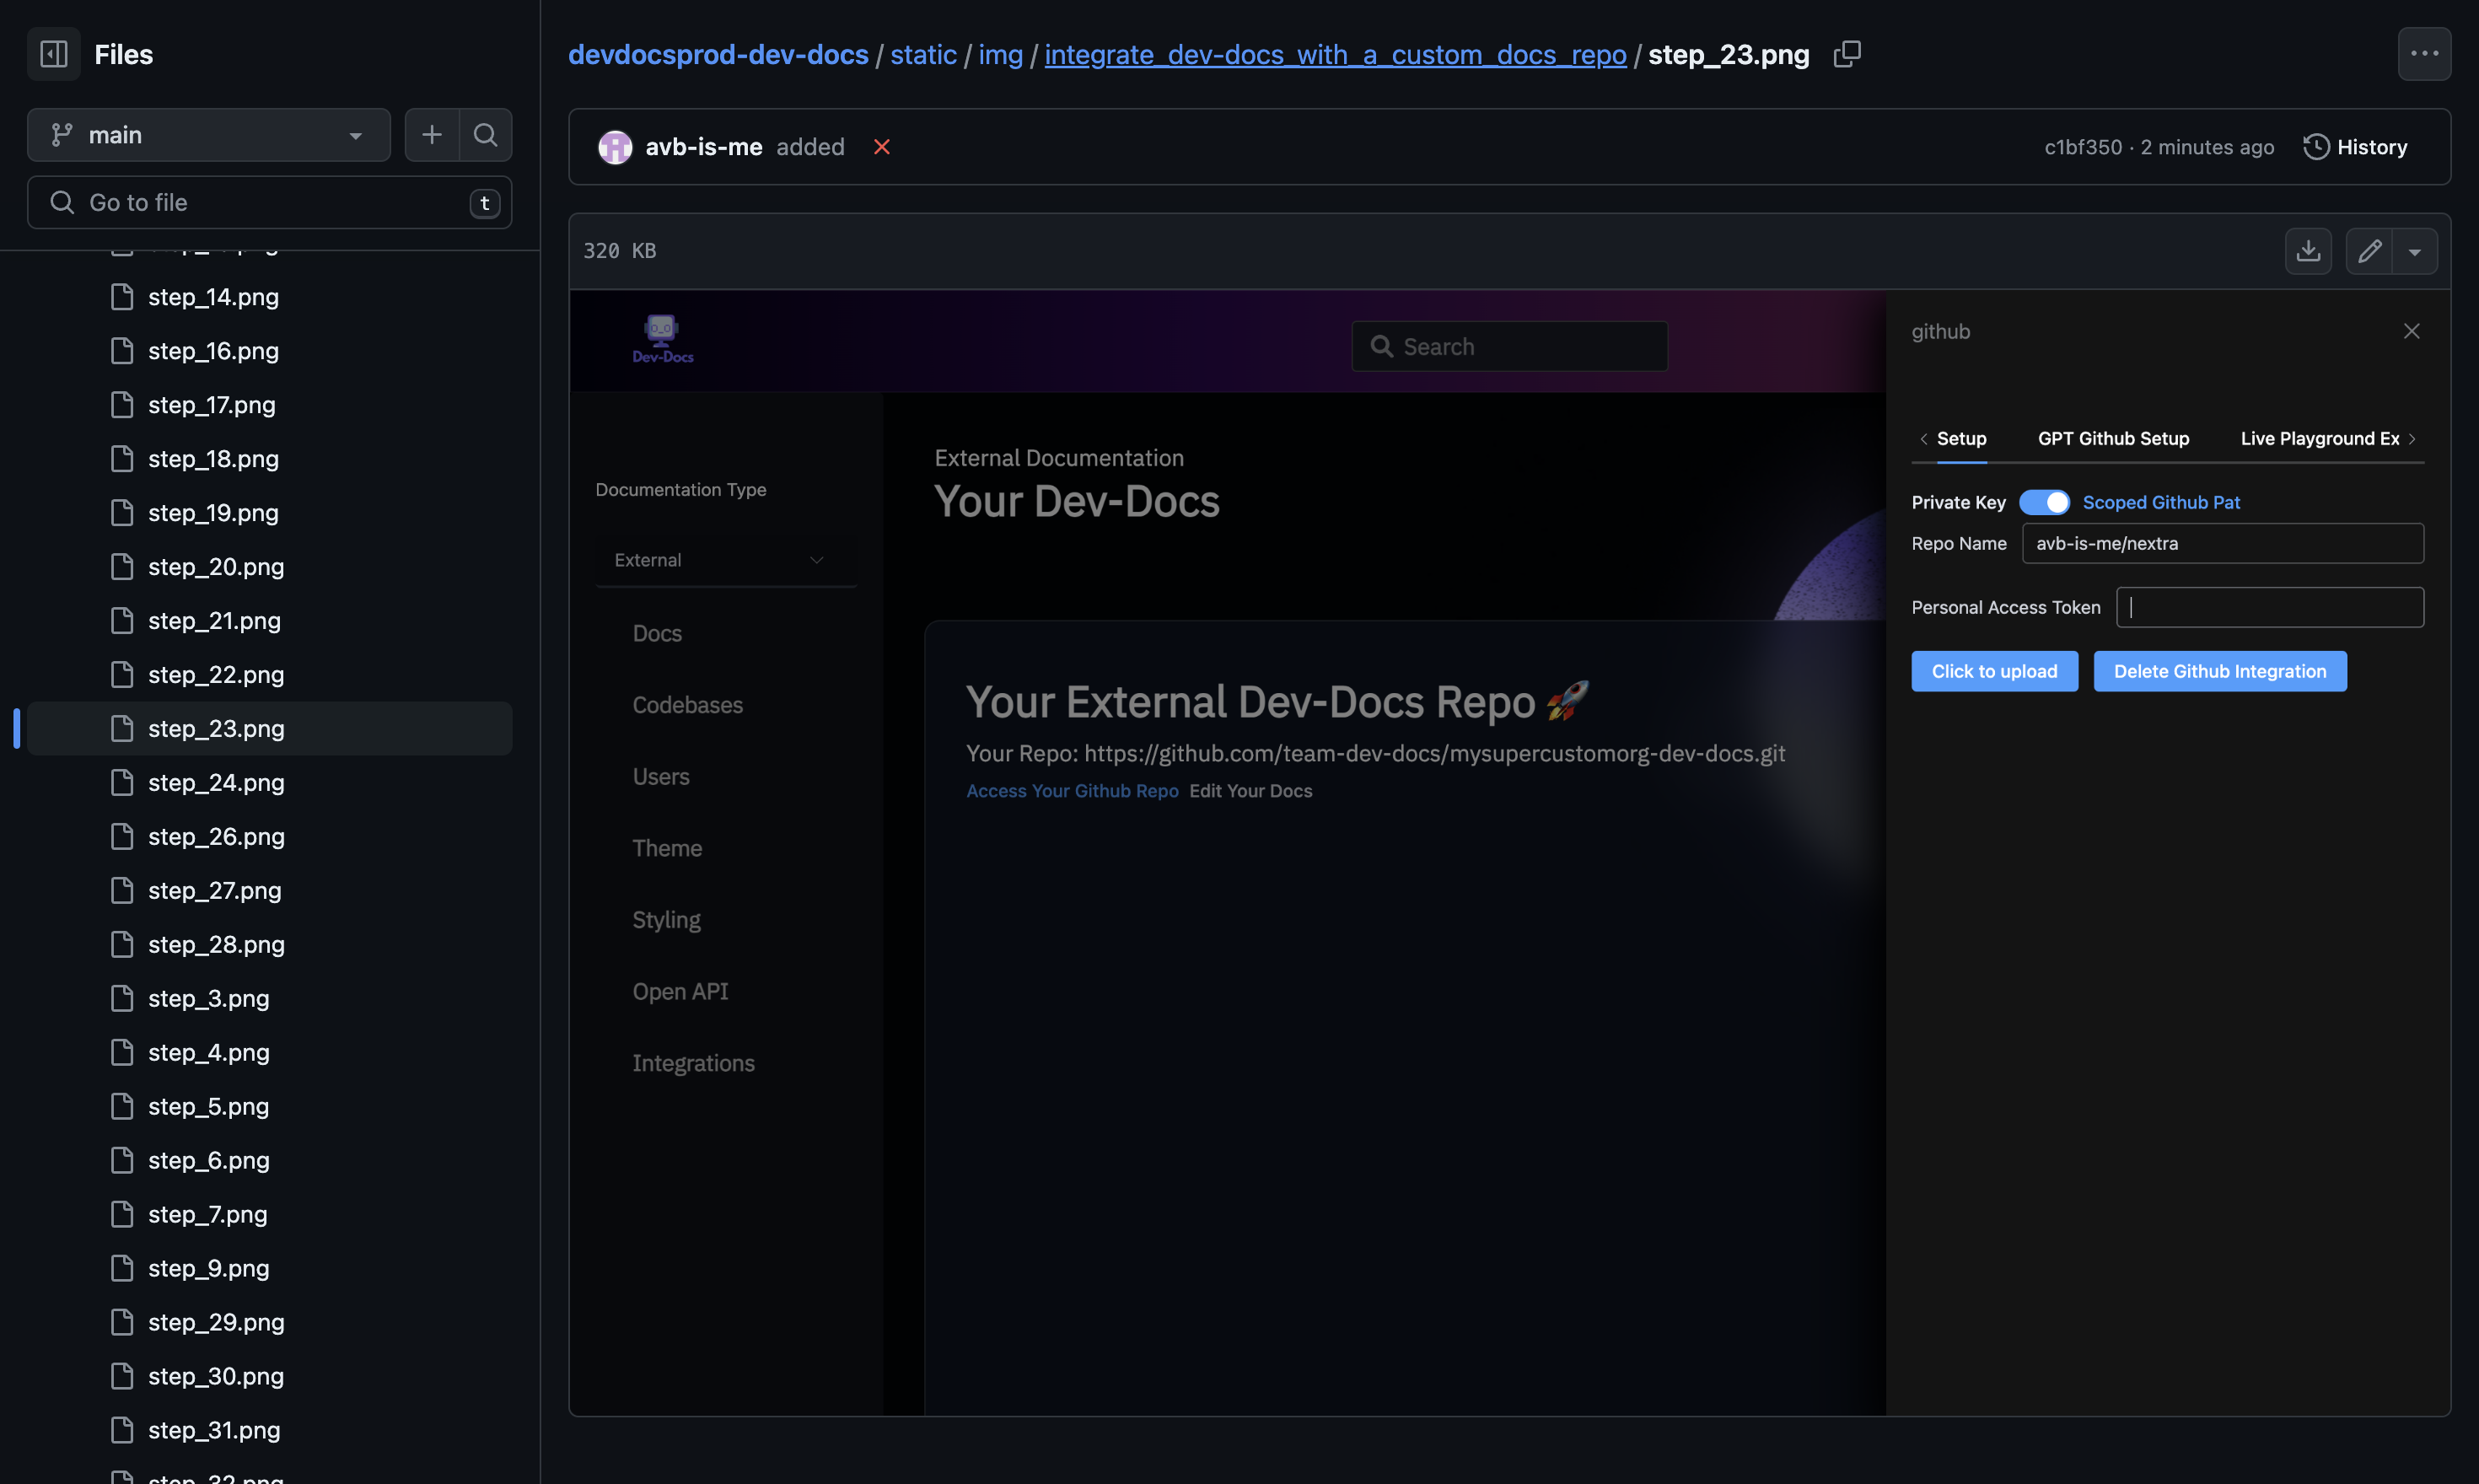 Files
main
Go to file
t
step_14.png
step_16.png
step_17.png
step_18.png
step_19.png
step_20.png
step_21.png
step_22.png
step_23.png
step_24.png
step_26.png
step_27.png
step_28.png
step_3.png
step_4.png
step_5.png
step_6.png
step_7.png
step_9.png
step_29.png
step_30.png
step_31.png
step_32.png
devdocsprod-dev-docs / static / img / integrate_dev-docs_with_a_custom_docs_repo / step_23.png
avb-is-me added
c1bf350 · 2 minutes ago
History
320 KB
Dev-Docs
Search
Documentation Type
External
Docs
Codebases
Users
Theme
Styling
Open API
Integrations
External Documentation
Your Dev-Docs
Your External Dev-Docs Repo 🚀
Your Repo: https://github.com/team-dev-docs/mysupercustomorg-dev-docs.git
Access Your Github Repo Edit Your Docs
github
Setup GPT Github Setup Live Playground Ex
Private Key Scoped Github Pat
Repo Name avb-is-me/nextra
Personal Access Token
Click to upload Delete Github Integration